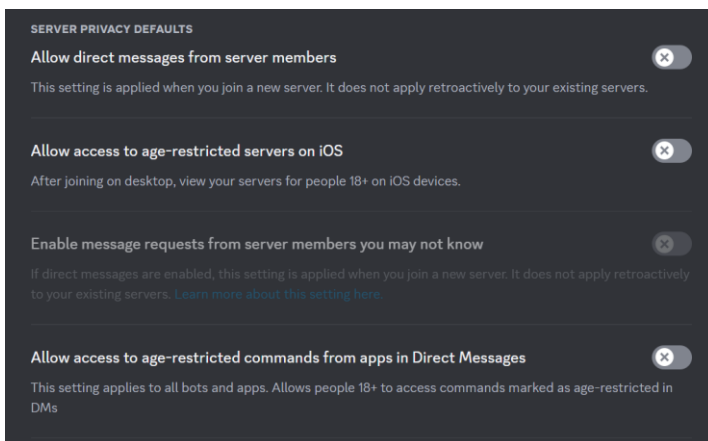 SERVER PRIVACY DEFAULTS
Allow direct messages from server members
This setting is applied when you join a new server. It does not apply retroactively to your existing servers.
Allow access to age-restricted servers on iOS
After joining on desktop, view your servers for people 18+ on iOS devices.
Enable message requests from server members you may not know
If direct messages are enabled, this setting is applied when you join a new server. It does not apply retroactively
to your existing servers. Learn more about this setting here.
Allow access to age-restricted commands from apps in Direct Messages
This setting applies to all bots and apps. Allows people 18+ to access commands marked as age-restricted in
DMs